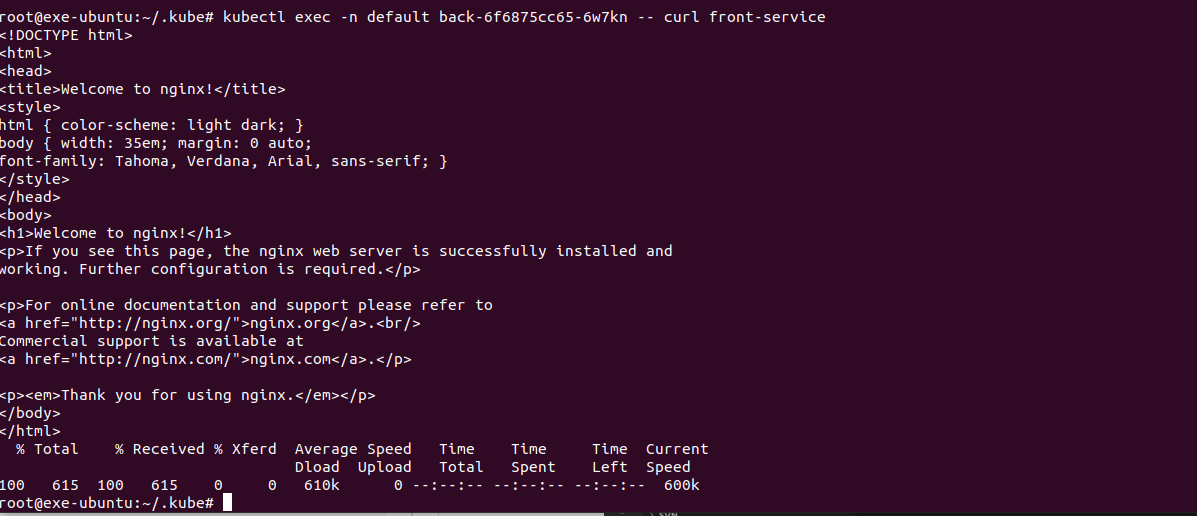 root@exe-ubuntu:~/.kube# kubectl exec -n default back-6f6875cc65-6w7kn -- curl front-service
<!DOCTYPE html>
<html>
<head>
<title>Welcome to nginx!</title>
<style>
html { color-scheme: light dark; }
body { width: 35em; margin: 0 auto;
font-family: Tahoma, Verdana, Arial, sans-serif; }
</style>
</head>
<body>
<h1>Welcome to nginx!</h1>
<p>If you see this page, the nginx web server is successfully installed and
working. Further configuration is required.</p>

<p>For online documentation and support please refer to
<a href="http://nginx.org/">nginx.org</a>.<br/>
Commercial support is available at
<a href="http://nginx.com/">nginx.com</a>.</p>

<p><em>Thank you for using nginx.</em></p>
</body>
</html>
  % Total    % Received % Xferd  Average Speed   Time    Time     Time  Current
                                 Dload  Upload   Total   Spent    Left  Speed
100   615  100   615    0     0   610k      0 --:--:-- --:--:-- --:--:--  600k
root@exe-ubuntu:~/.kube#